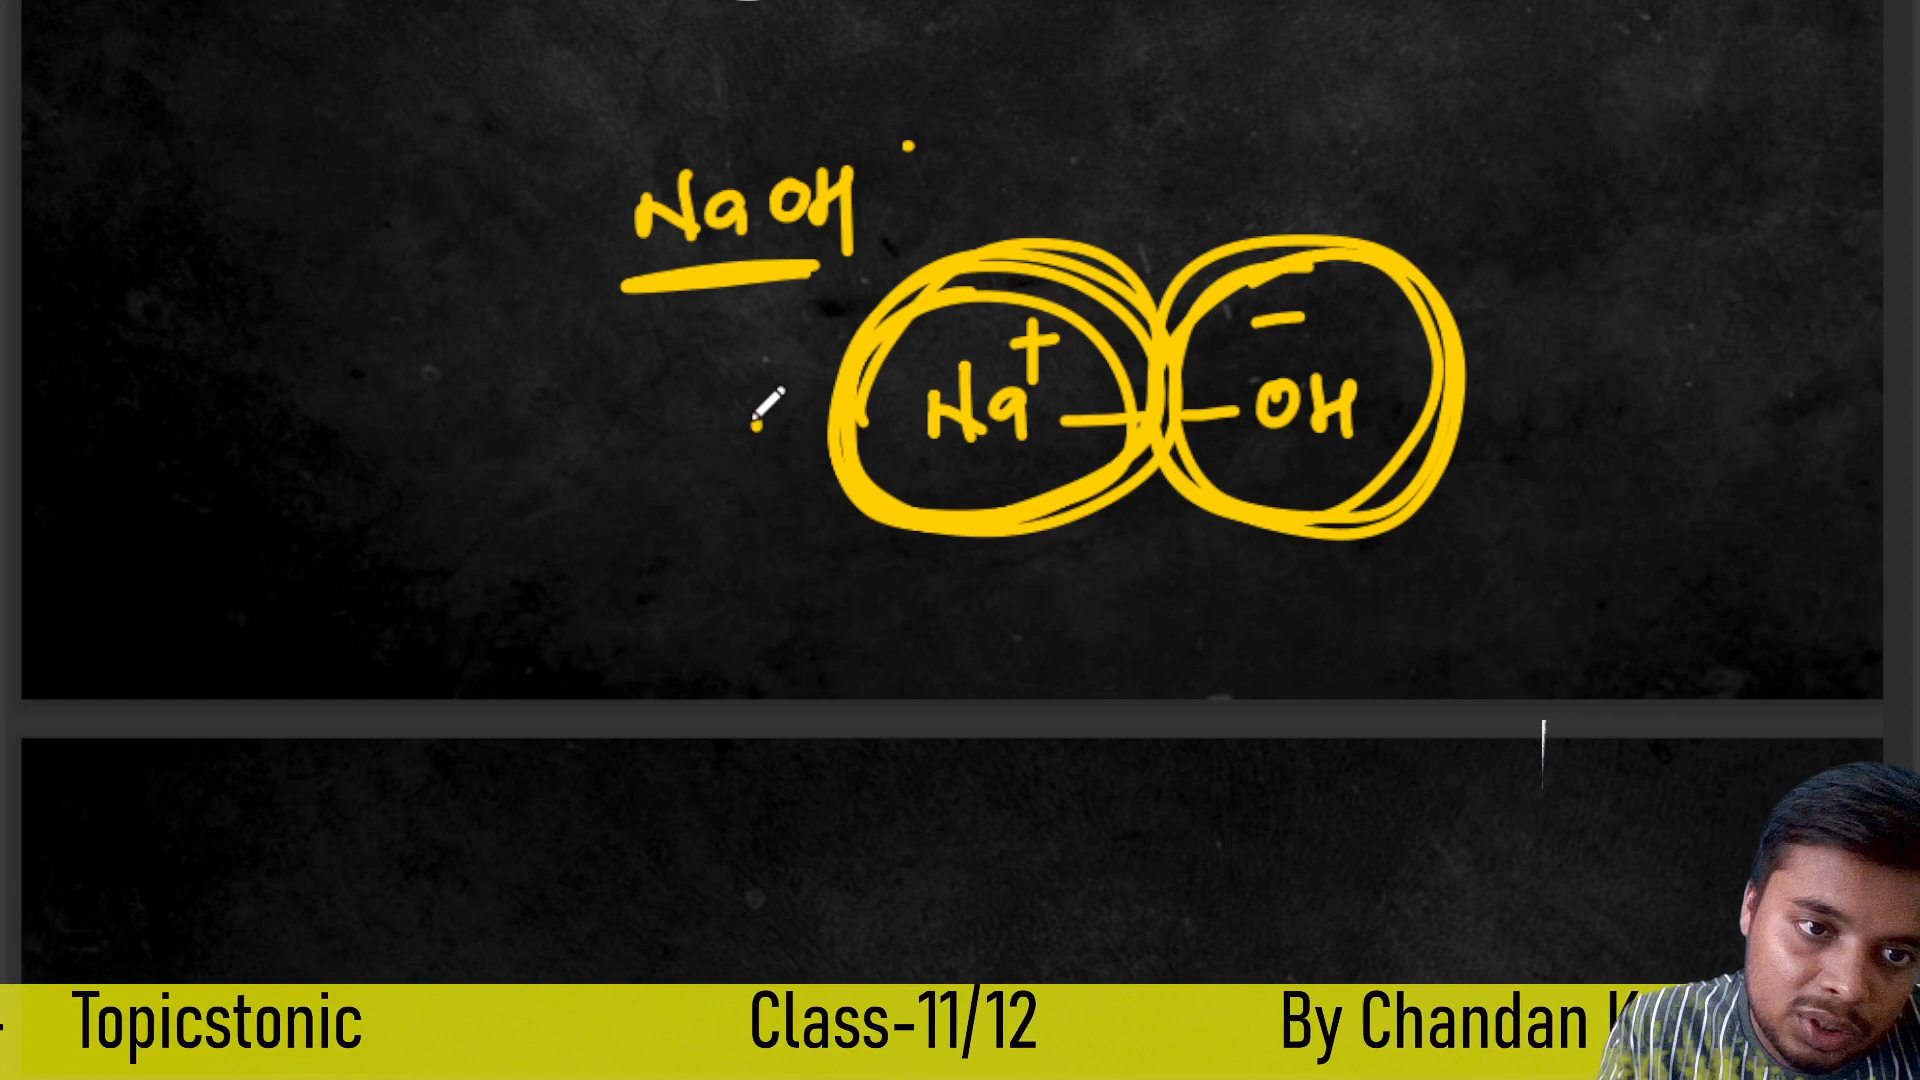 NaOH
Na⁺ — — ⁻OH
Topicstonic Class-11/12 By Chandan K